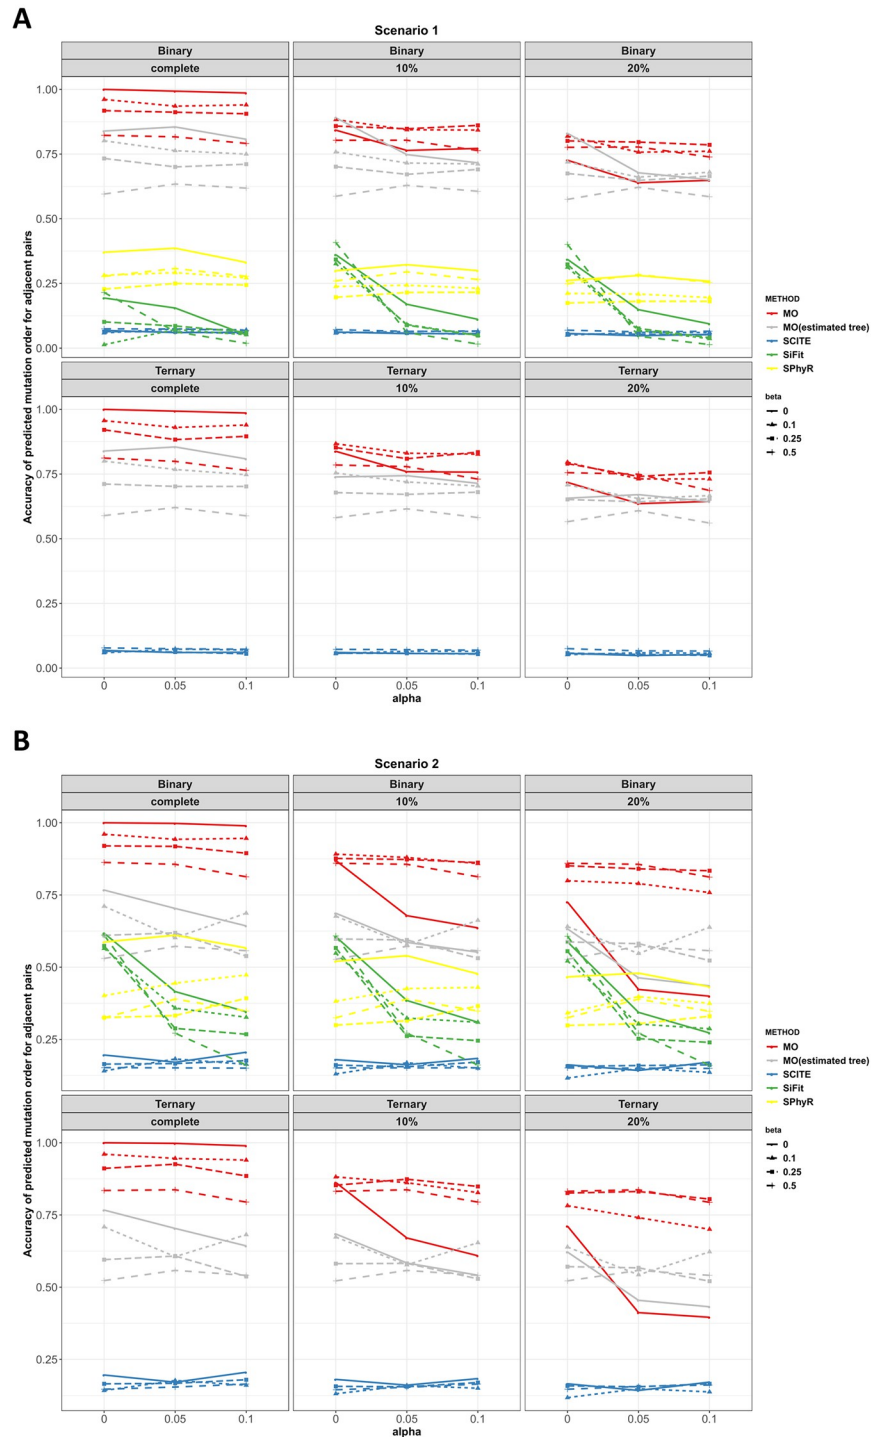 A
Scenario 1
Binary Binary Binary
complete 10% 20%
1.00
0.75
0.50
0.25
0.00
Ternary Ternary Ternary
complete 10% 20%
1.00
0.75
0.50
0.25
0.00
0 0.05 0.1 0 0.05 0.1 0 0.05 0.1
alpha
Accuracy of predicted mutation order for adjacent pairs
METHOD
MO
MO(estimated tree)
SCITE
SiFit
SPhyR
beta
0
0.1
0.25
0.5
B
Scenario 2
Binary Binary Binary
complete 10% 20%
1.00
0.75
0.50
0.25
Ternary Ternary Ternary
complete 10% 20%
1.00
0.75
0.50
0.25
0 0.05 0.1 0 0.05 0.1 0 0.05 0.1
alpha
Accuracy of predicted mutation order for adjacent pairs
METHOD
MO
MO(estimated tree)
SCITE
SiFit
SPhyR
beta
0
0.1
0.25
0.5